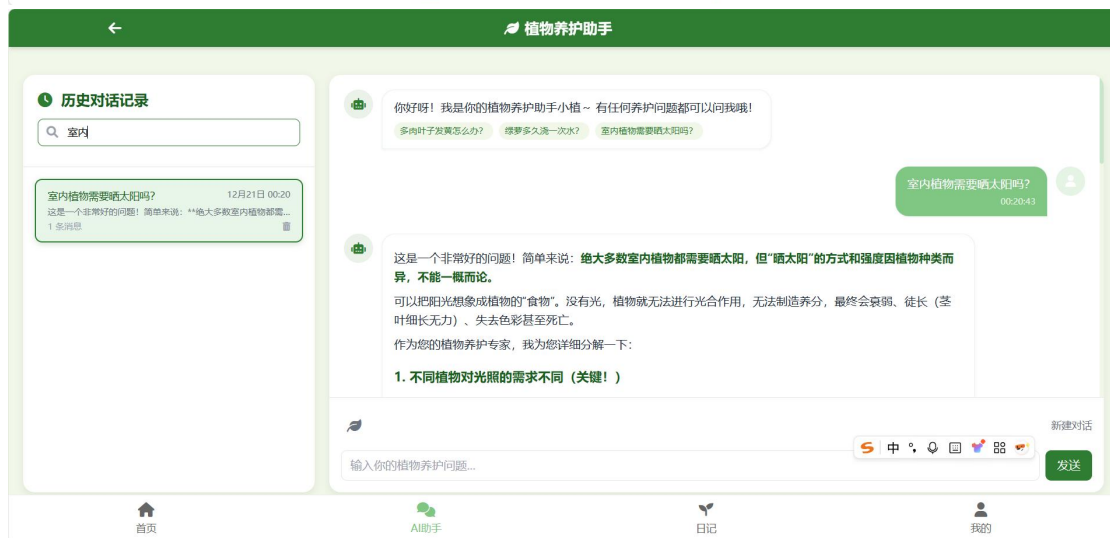 植物养护助手
历史对话记录
室内
室内植物需要晒太阳吗?
12月21日 00:20
这是一个非常好的问题！简单来说：**绝大多数室内植物都需...
1 条消息
你好呀！我是你的植物养护助手小植～ 有任何养护问题都可以问我哦！
多肉叶子发黄怎么办? 绿萝多久浇一次水? 室内植物需要晒太阳吗?
室内植物需要晒太阳吗?
00:20:43
这是一个非常好的问题！简单来说：绝大多数室内植物都需要晒太阳，但“晒太阳”的方式和强度因植物种类而
异，不能一概而论。
可以把阳光想象成植物的“食物”。没有光，植物就无法进行光合作用，无法制造养分，最终会衰弱、徒长（茎
叶细长无力）、失去色彩甚至死亡。
作为您的植物养护专家，我为您详细分解一下：
1. 不同植物对光照的需求不同（关键！）
新建对话
中
输入你的植物养护问题...
发送
首页 AI助手 日记 我的